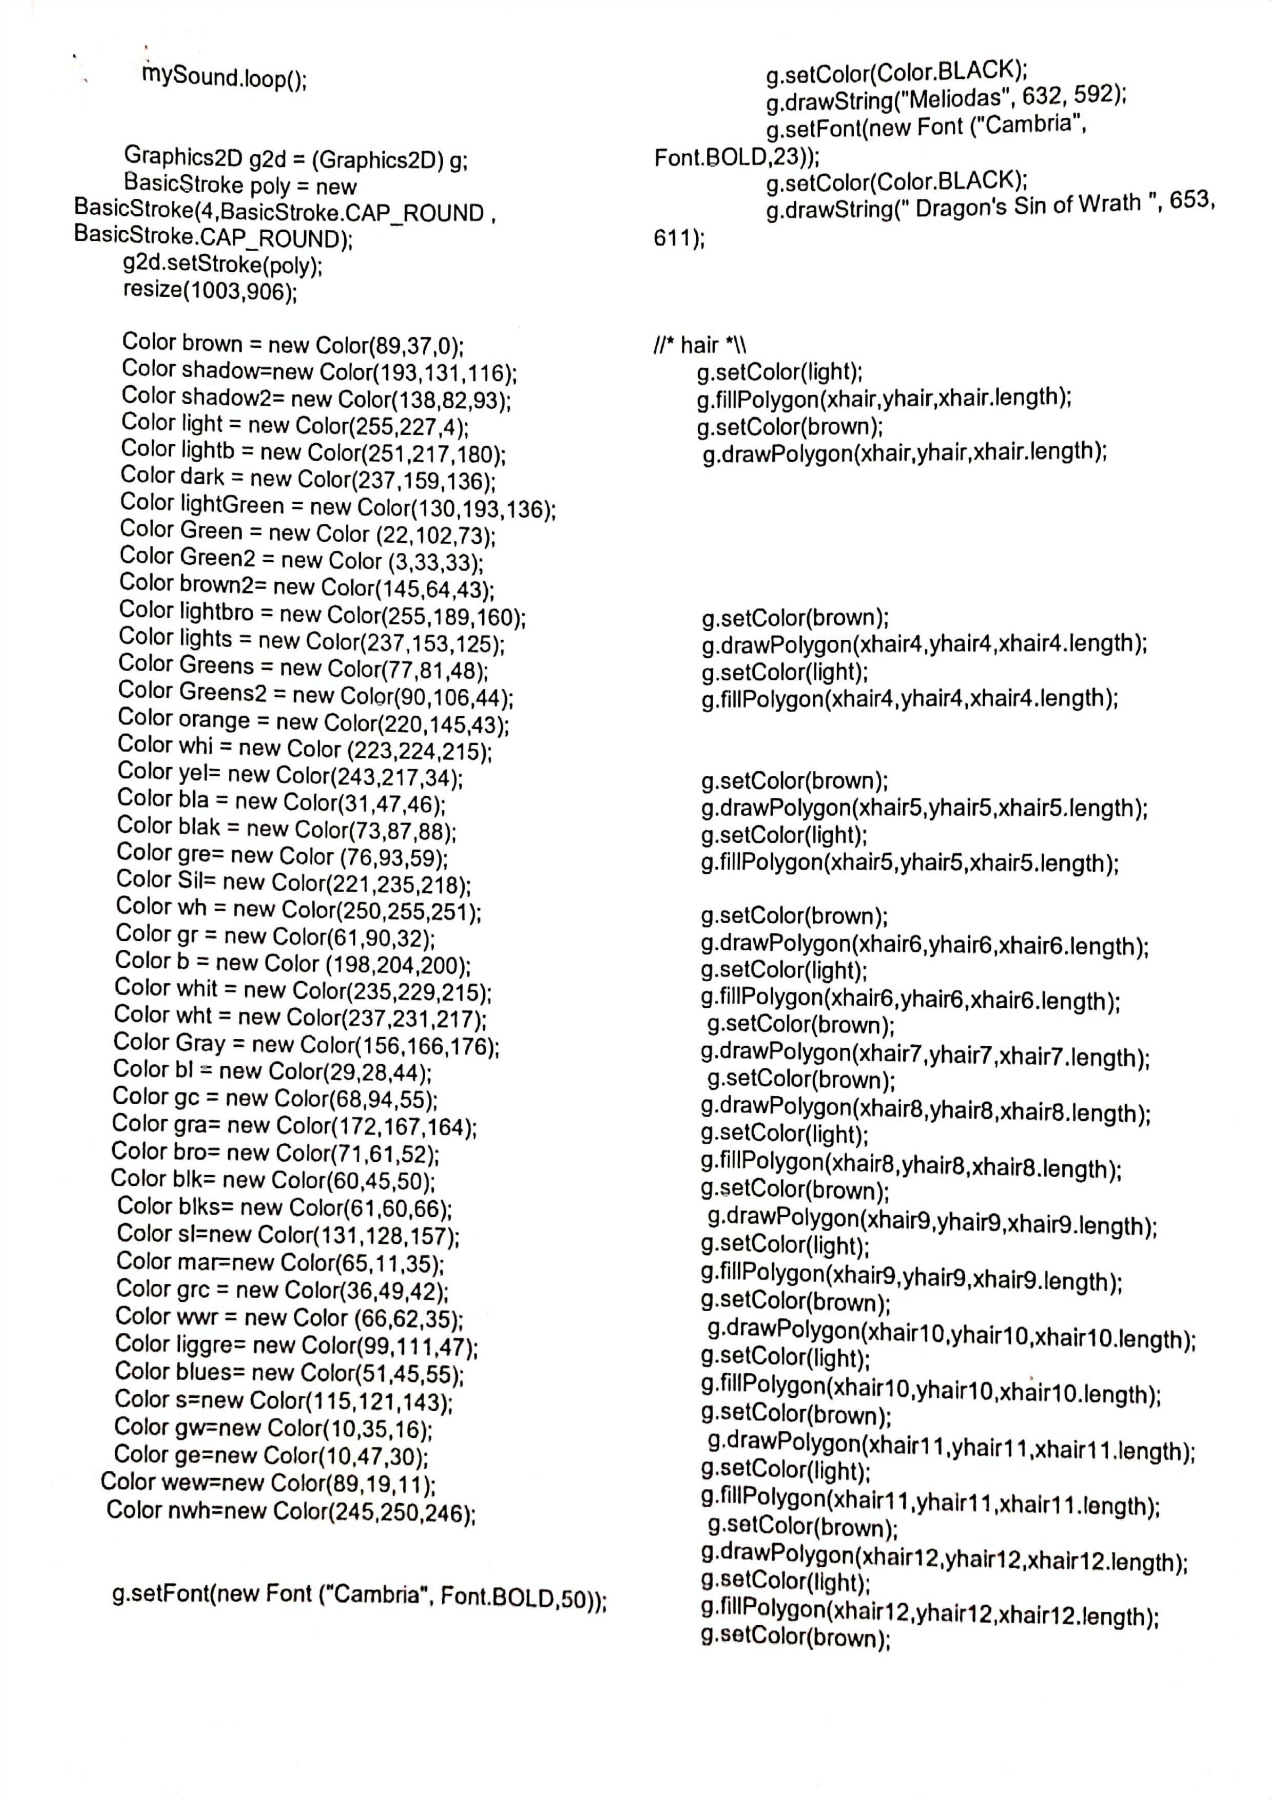 mySound.loop();
Graphics2D g2d = (Graphics2D) g;
BasicStroke poly = new
BasicStroke(4,BasicStroke.CAP_ROUND ,
BasicStroke.CAP_ROUND);
g2d.setStroke(poly);
resize(1003,906);
Color brown = new Color(89,37,0);
Color shadow=new Color(193,131,116);
Color shadow2= new Color(138,82,93);
Color light = new Color(255,227,4);
Color lightb = new Color(251,217,180);
Color dark = new Color(237,159,136);
Color lightGreen = new Color(130,193,136);
Color Green = new Color (22,102,73);
Color Green2 = new Color (3,33,33);
Color brown2= new Color(145,64,43);
Color lightbro = new Color(255,189,160);
Color lights = new Color(237,153,125);
Color Greens = new Color(77,81,48);
Color Greens2 = new Color(90,106,44);
Color orange = new Color(220,145,43);
Color whi = new Color (223,224,215);
Color yel= new Color(243,217,34);
Color bla = new Color(31,47,46);
Color blak = new Color(73,87,88);
Color gre= new Color (76,93,59);
Color Sil= new Color(221,235,218);
Color wh = new Color(250,255,251);
Color gr = new Color(61,90,32);
Color b = new Color (198,204,200);
Color whit = new Color(235,229,215);
Color wht = new Color(237,231,217);
Color Gray = new Color(156,166,176);
Color bl = new Color(29,28,44);
Color gc = new Color(68,94,55);
Color gra= new Color(172,167,164);
Color bro= new Color(71,61,52);
Color blk= new Color(60,45,50);
Color blks= new Color(61,60,66);
Color sl=new Color(131,128,157);
Color mar=new Color(65,11,35);
Color grc = new Color(36,49,42);
Color wwr = new Color (66,62,35);
Color liggre= new Color(99,111,47);
Color blues= new Color(51,45,55);
Color s=new Color(115,121,143);
Color gw=new Color(10,35,16);
Color ge=new Color(10,47,30);
Color wew=new Color(89,19,11);
Color nwh=new Color(245,250,246);
g.setFont(new Font ("Cambria", Font.BOLD,50));
g.setColor(Color.BLACK);
g.drawString("Meliodas", 632, 592);
g.setFont(new Font ("Cambria",
Font.BOLD,23));
g.setColor(Color.BLACK);
g.drawString(" Dragon's Sin of Wrath ", 653,
611);
//* hair *\\
g.setColor(light);
g.fillPolygon(xhair,yhair,xhair.length);
g.setColor(brown);
g.drawPolygon(xhair,yhair,xhair.length);
g.setColor(brown);
g.drawPolygon(xhair4,yhair4,xhair4.length);
g.setColor(light);
g.fillPolygon(xhair4,yhair4,xhair4.length);
g.setColor(brown);
g.drawPolygon(xhair5,yhair5,xhair5.length);
g.setColor(light);
g.fillPolygon(xhair5,yhair5,xhair5.length);
g.setColor(brown);
g.drawPolygon(xhair6,yhair6,xhair6.length);
g.setColor(light);
g.fillPolygon(xhair6,yhair6,xhair6.length);
g.setColor(brown);
g.drawPolygon(xhair7,yhair7,xhair7.length);
g.setColor(brown);
g.drawPolygon(xhair8,yhair8,xhair8.length);
g.setColor(light);
g.fillPolygon(xhair8,yhair8,xhair8.length);
g.setColor(brown);
g.drawPolygon(xhair9,yhair9,xhair9.length);
g.setColor(light);
g.fillPolygon(xhair9,yhair9,xhair9.length);
g.setColor(brown);
g.drawPolygon(xhair10,yhair10,xhair10.length);
g.setColor(light);
g.fillPolygon(xhair10,yhair10,xhair10.length);
g.setColor(brown);
g.drawPolygon(xhair11,yhair11,xhair11.length);
g.setColor(light);
g.fillPolygon(xhair11,yhair11,xhair11.length);
g.setColor(brown);
g.drawPolygon(xhair12,yhair12,xhair12.length);
g.setColor(light);
g.fillPolygon(xhair12,yhair12,xhair12.length);
g.setColor(brown);